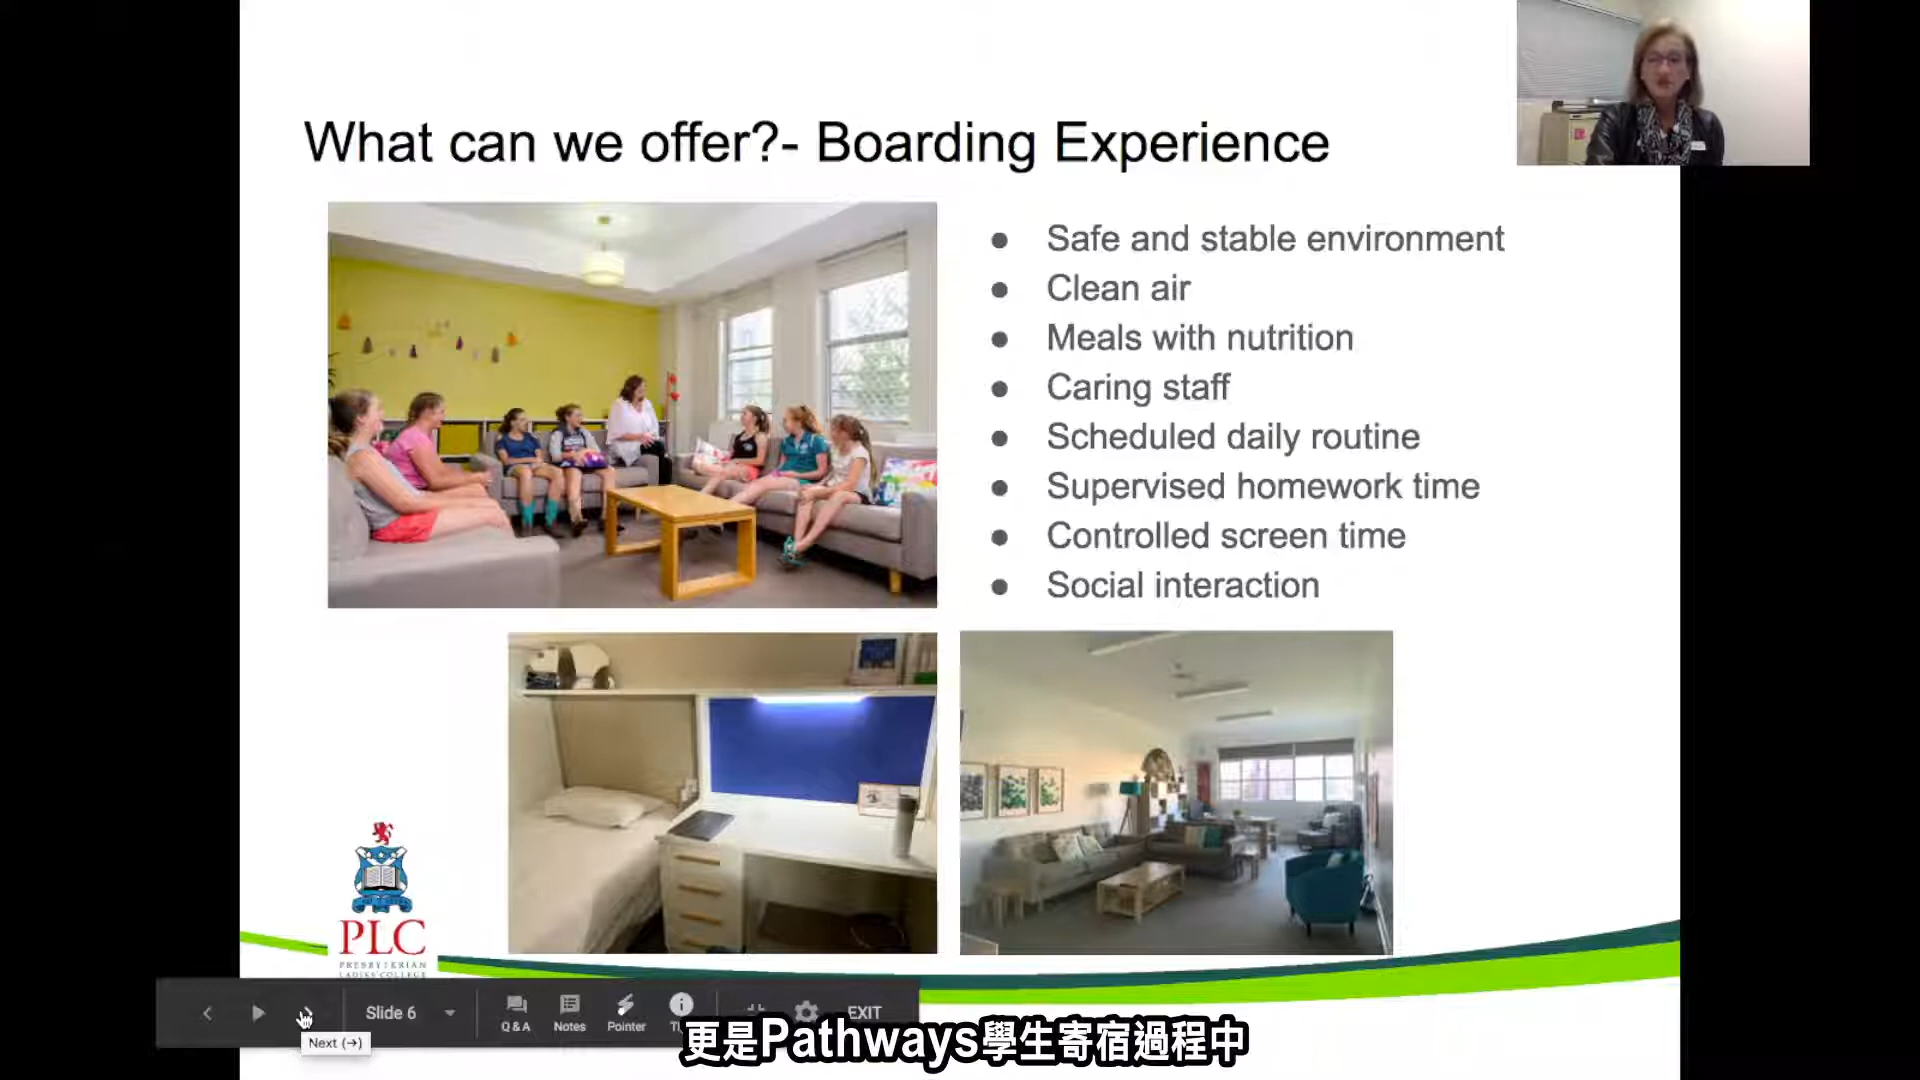 What can we offer?- Boarding Experience
● Safe and stable environment
● Clean air
● Meals with nutrition
● Caring staff
● Scheduled daily routine
● Supervised homework time
● Controlled screen time
● Social interaction
PLC
PRESBYTERIAN
LADIES' COLLEGE
Slide 6
Q&A
Notes
Pointer
EXIT
Next (→)
更是Pathways學生寄宿過程中